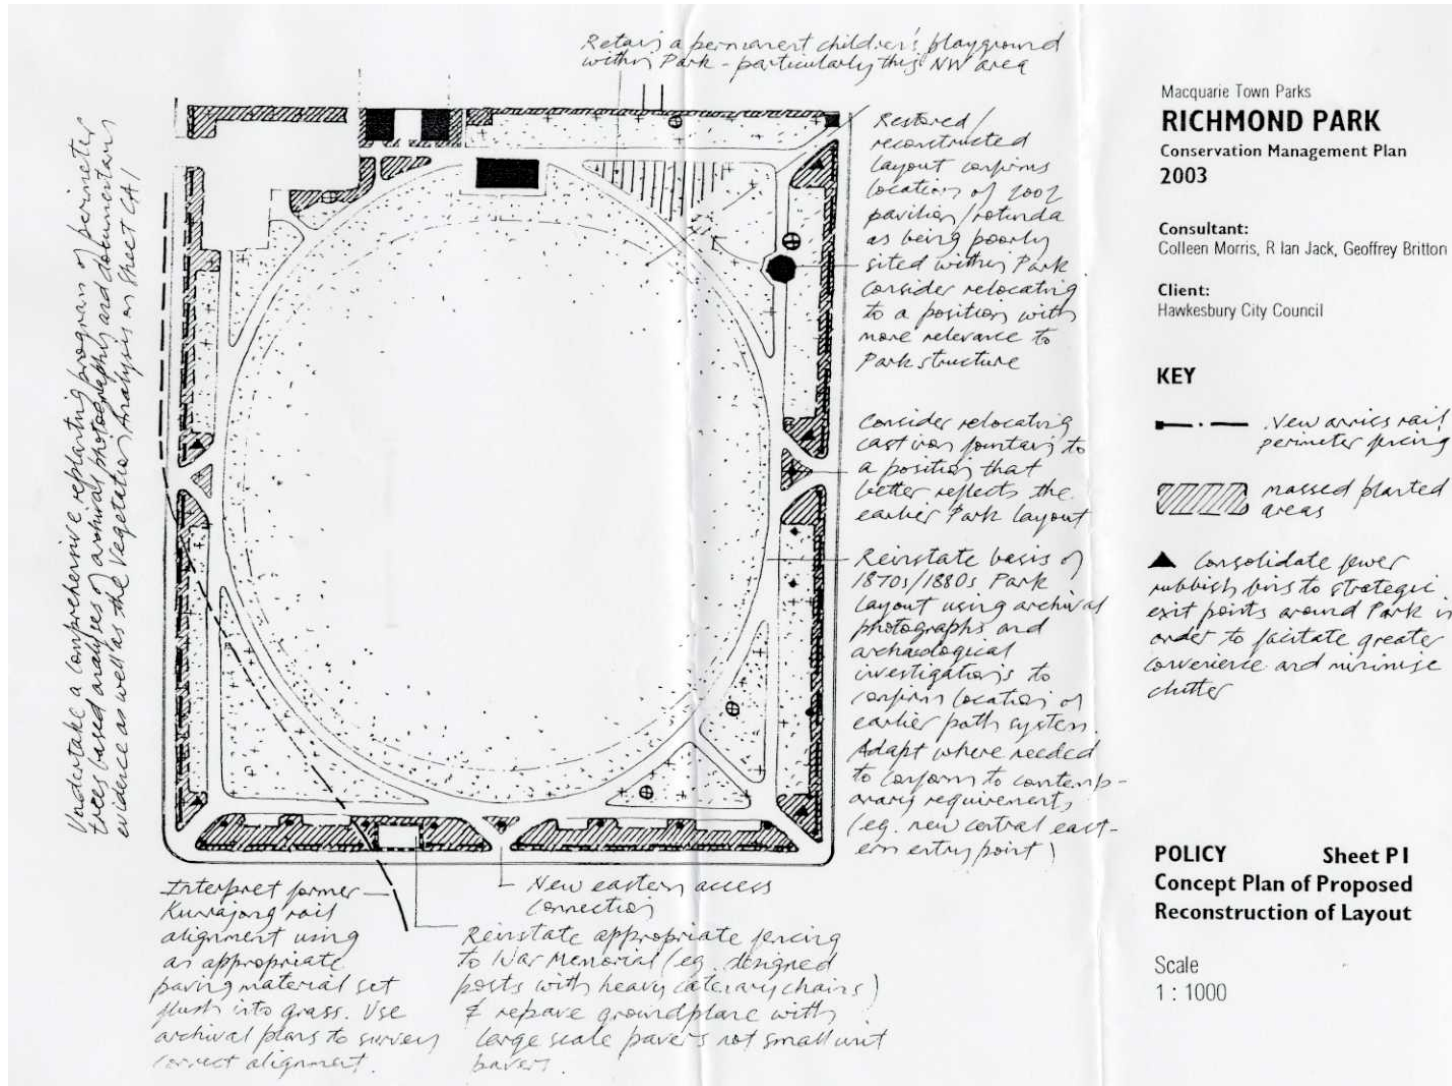 Retain a permanent children's playground
within Park - particularly this NW area
Undertake a comprehensive replanting program of perimeter
trees based analyses of archival photographs and documentary
evidence as well as the Vegetation Analysis on Sheet CA1
Restored/
reconstructed
layout confirms
location of 2002
pavilion/rotunda
as being poorly
sited within Park
consider relocating
to a position with
more relevance to
Park structure
Consider relocating
cast iron fountain to
a position that
better reflects the
earlier Park layout
Reinstate basis of
1870s/1880s Park
layout using archival
photographs and
archaeological
investigations to
confirm location of
earlier path system
Adapt where needed
to conform to contemp-
orary requirements
(eg. new central east-
ern entry point)
Interpret former
Kurrajong rail
alignment using
an appropriate
paving material set
flush into grass. Use
archival plans to survey
correct alignment.
New eastern access
connection
Reinstate appropriate fencing
to War Memorial (eg. designed
posts with heavy catenary chains)
& repave groundplane with
large scale pavers not small unit
pavers.
Macquarie Town Parks
RICHMOND PARK
Conservation Management Plan
2003
Consultant:
Colleen Morris, R Ian Jack, Geoffrey Britton
Client:
Hawkesbury City Council
KEY
New arriss rail
perimeter fencing
massed planted
areas
Consolidate fewer
rubbish bins to strategic
exit points around Park in
order to facitate greater
convenience and minimise
clutter
POLICY Sheet P1
Concept Plan of Proposed
Reconstruction of Layout
Scale
1 : 1000